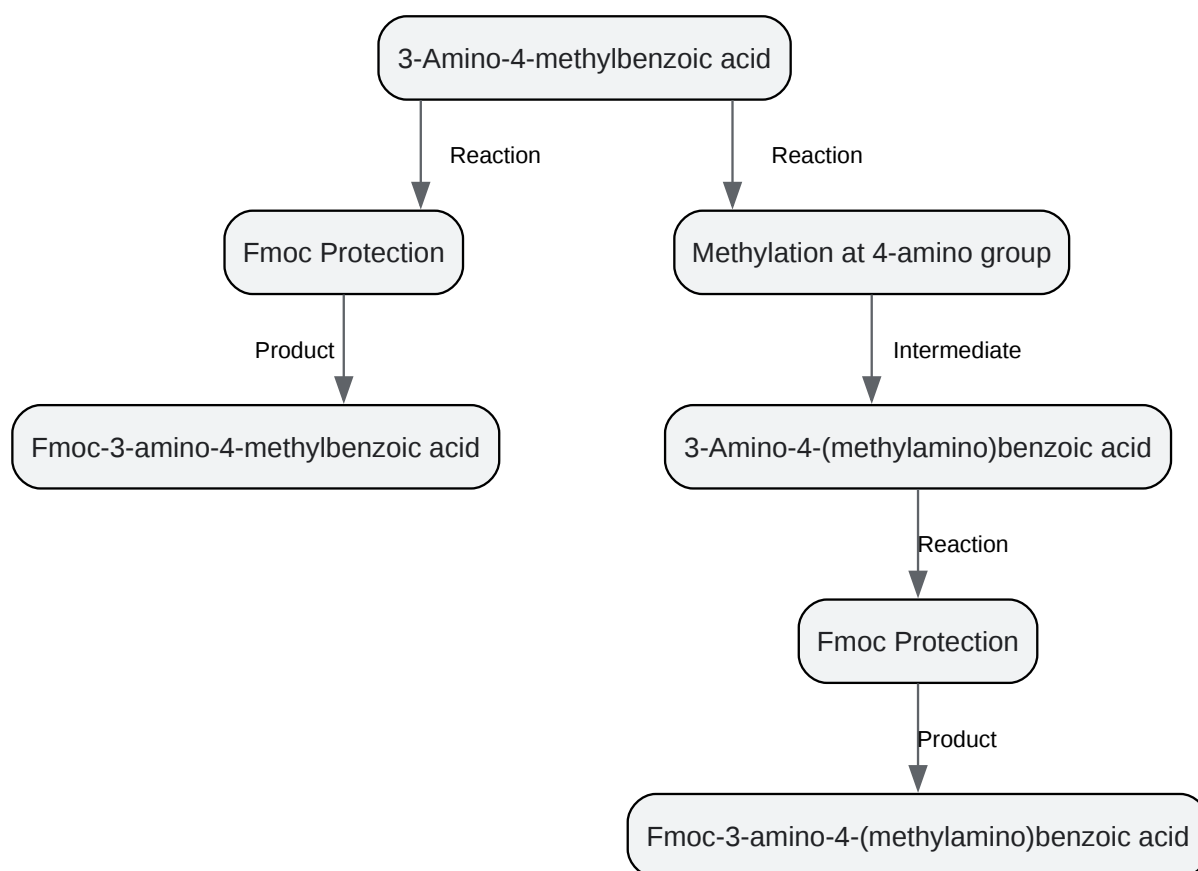 3-Amino-4-methylbenzoic acid
Reaction
Reaction
Fmoc Protection
Methylation at 4-amino group
Product
Intermediate
Fmoc-3-amino-4-methylbenzoic acid
3-Amino-4-(methylamino)benzoic acid
Reaction
Fmoc Protection
Product
Fmoc-3-amino-4-(methylamino)benzoic acid